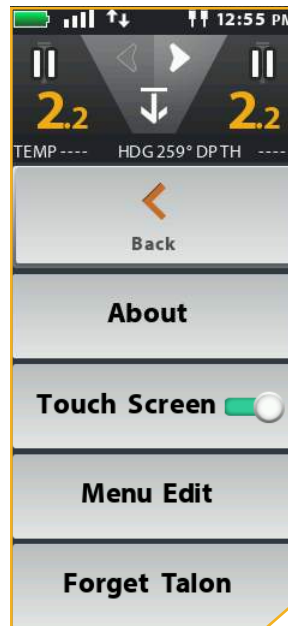 12:55 PM
2.2 2.2
TEMP ---- HDG 259° DPTH ----
Back
About
Touch Screen
Menu Edit
Forget Talon